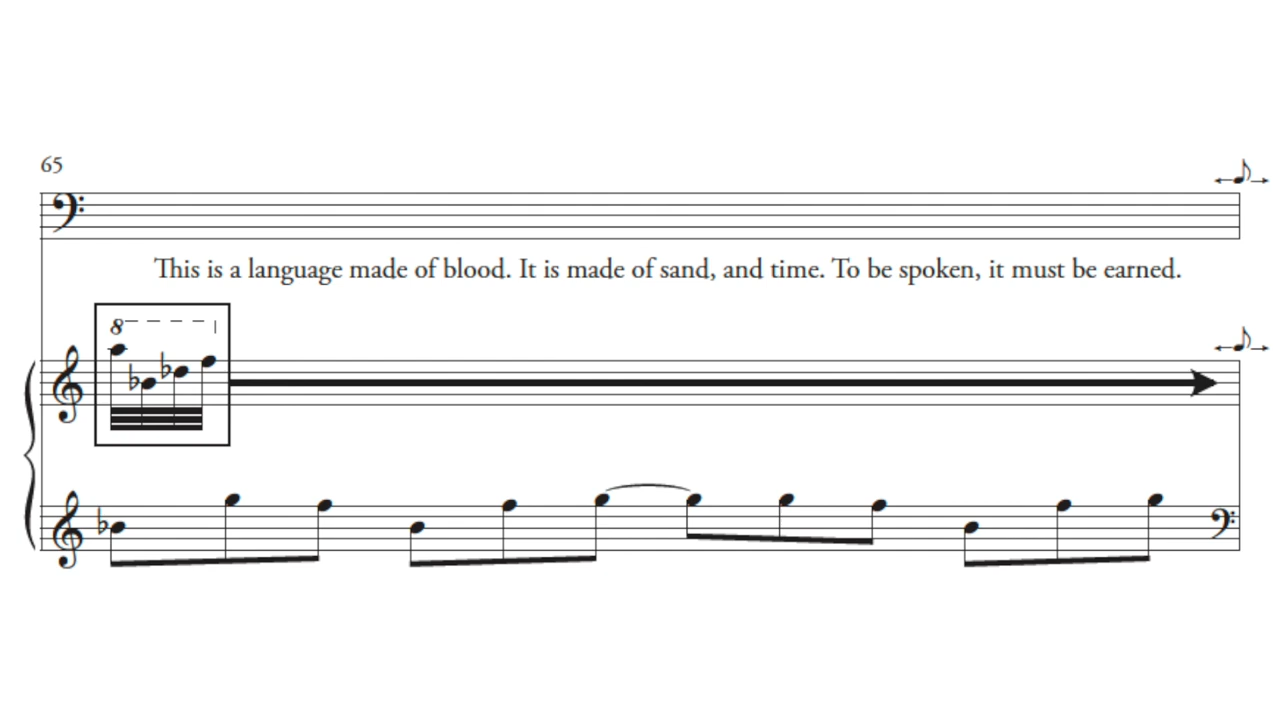 65
This is a language made of blood. It is made of sand, and time. To be spoken, it must be earned.
8